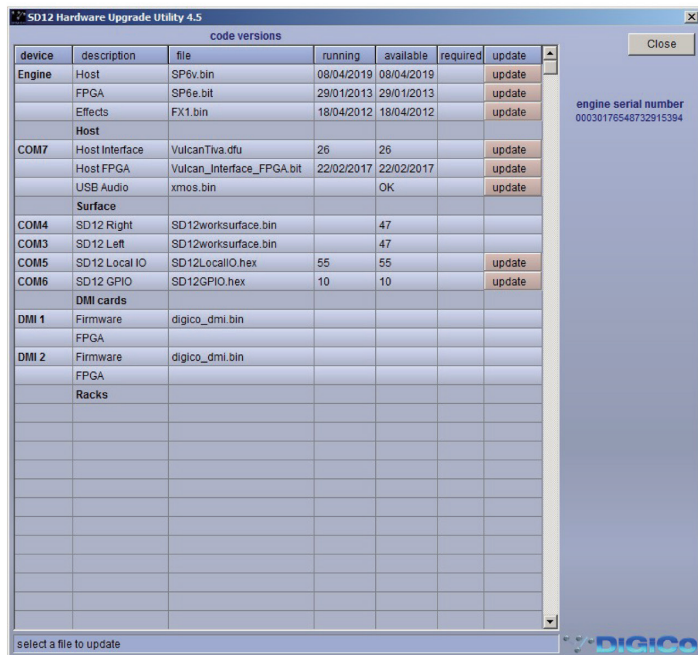 SD12 Hardware Upgrade Utility 4.5
code versions
Close
device description file running available required update
Engine Host SP6v.bin 08/04/2019 08/04/2019 update
FPGA SP6e.bit 29/01/2013 29/01/2013 update
Effects FX1.bin 18/04/2012 18/04/2012 update
engine serial number
00030176548732915394
Host
COM7 Host Interface VulcanTiva.dfu 26 26 update
Host FPGA Vulcan_Interface_FPGA.bit 22/02/2017 22/02/2017 update
USB Audio xmos.bin OK update
Surface
COM4 SD12 Right SD12worksurface.bin 47
COM3 SD12 Left SD12worksurface.bin 47
COM5 SD12 Local IO SD12LocalIO.hex 55 55 update
COM6 SD12 GPIO SD12GPIO.hex 10 10 update
DMI cards
DMI 1 Firmware digico_dmi.bin
FPGA
DMI 2 Firmware digico_dmi.bin
FPGA
Racks
select a file to update
DiGiCo